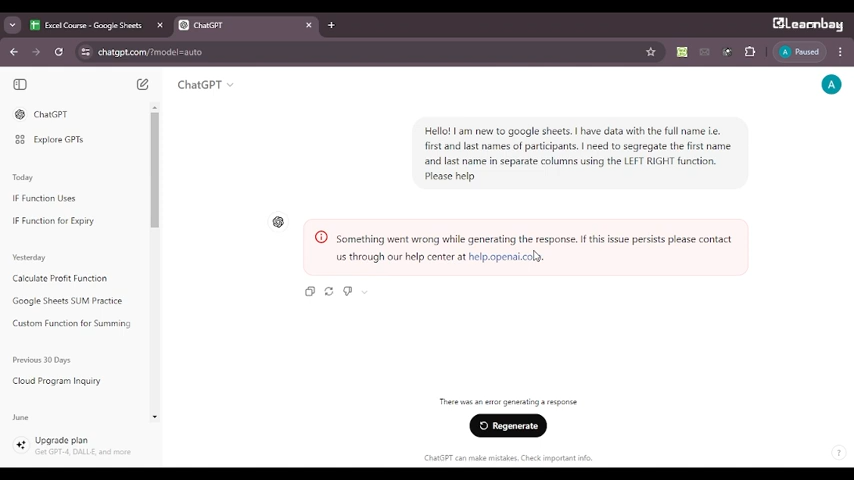 Excel Course - Google Sheets
ChatGPT
Learnbay
chatgpt.com/?model=auto
A Paused
ChatGPT
ChatGPT
Explore GPTs
Today
IF Function Uses
IF Function for Expiry
Yesterday
Calculate Profit Function
Google Sheets SUM Practice
Custom Function for Summing
Previous 30 Days
Cloud Program Inquiry
June
Upgrade plan
Get GPT-4, DALL·E, and more
A
Hello! I am new to google sheets. I have data with the full name i.e.
first and last names of participants. I need to segregate the first name
and last name in separate columns using the LEFT RIGHT function.
Please help
Something went wrong while generating the response. If this issue persists please contact
us through our help center at help.openai.com.
There was an error generating a response
Regenerate
ChatGPT can make mistakes. Check important info.
?